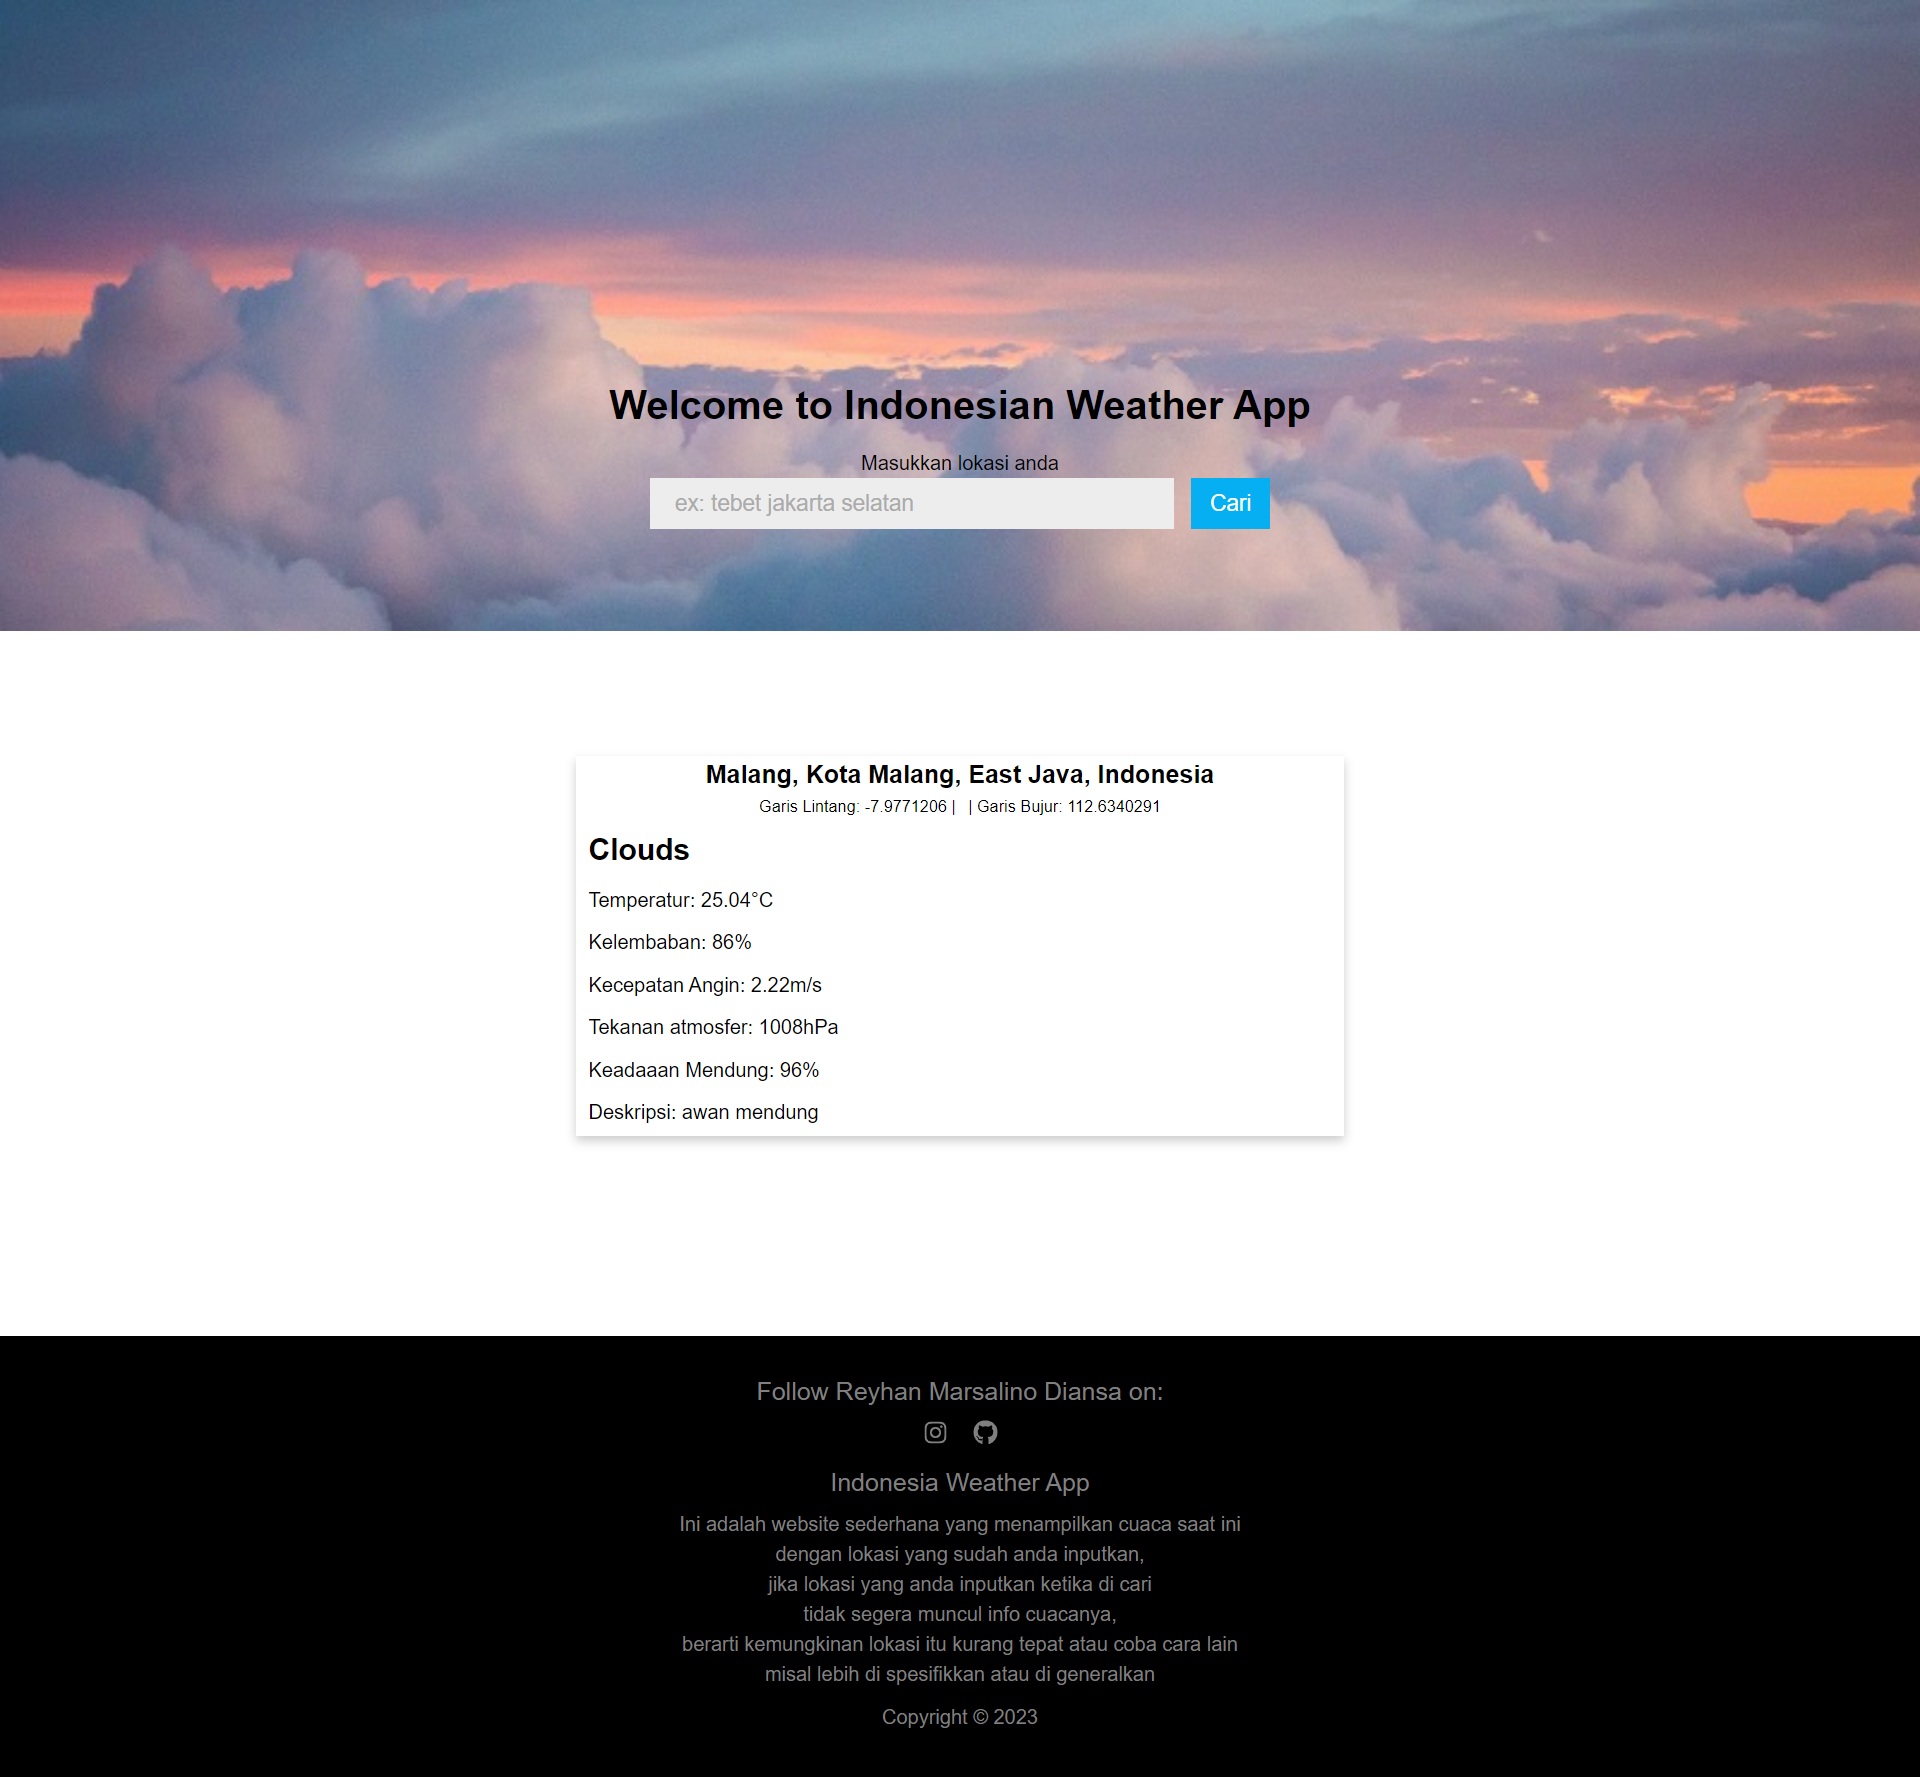 Welcome to Indonesian Weather App
Masukkan lokasi anda
ex: tebet jakarta selatan
Cari
Malang, Kota Malang, East Java, Indonesia
Garis Lintang: -7.9771206 | | Garis Bujur: 112.6340291
Clouds
Temperatur: 25.04°C
Kelembaban: 86%
Kecepatan Angin: 2.22m/s
Tekanan atmosfer: 1008hPa
Keadaaan Mendung: 96%
Deskripsi: awan mendung
Follow Reyhan Marsalino Diansa on:
Indonesia Weather App
Ini adalah website sederhana yang menampilkan cuaca saat ini
dengan lokasi yang sudah anda inputkan,
jika lokasi yang anda inputkan ketika di cari
tidak segera muncul info cuacanya,
berarti kemungkinan lokasi itu kurang tepat atau coba cara lain
misal lebih di spesifikkan atau di generalkan
Copyright © 2023